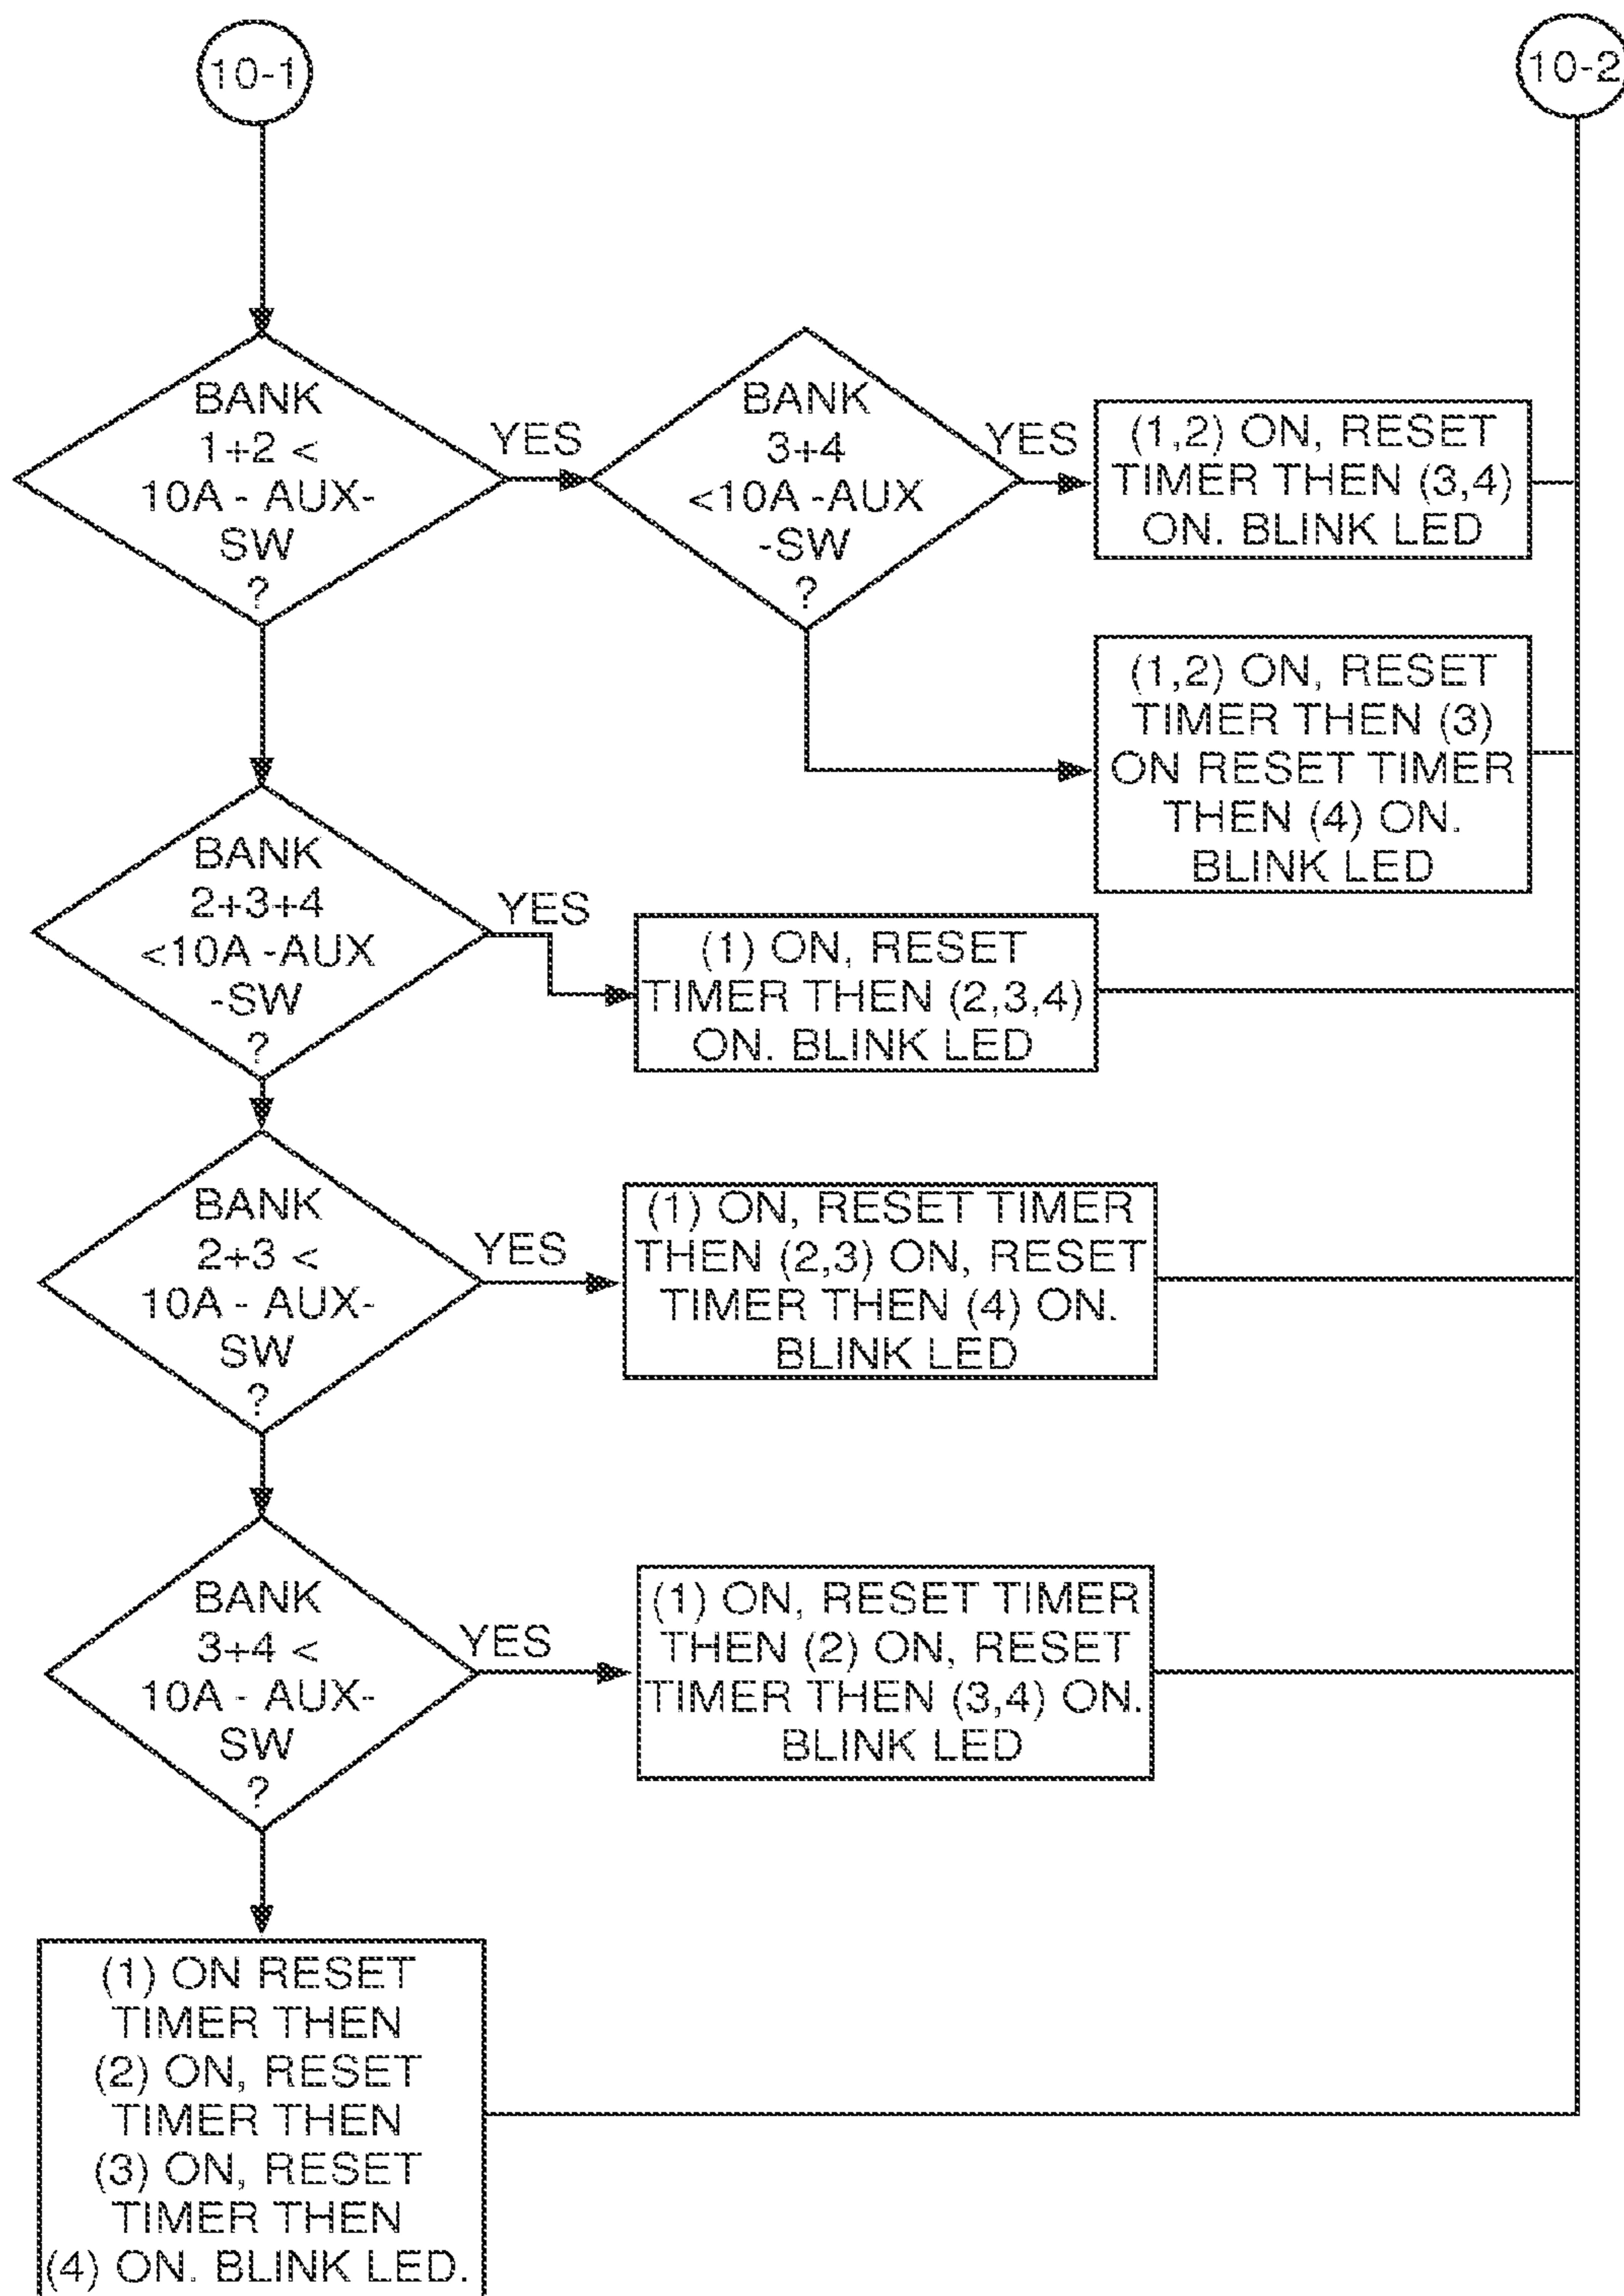 10-1
10-2
BANK
1+2 <
10A - AUX-
SW
?
YES
BANK
3+4
<10A -AUX
-SW
?
YES
(1,2) ON, RESET
TIMER THEN (3,4)
ON. BLINK LED
(1,2) ON, RESET
TIMER THEN (3)
ON RESET TIMER
THEN (4) ON.
BLINK LED
BANK
2+3+4
<10A -AUX
-SW
?
YES
(1) ON, RESET
TIMER THEN (2,3,4)
ON. BLINK LED
BANK
2+3 <
10A - AUX-
SW
?
YES
(1) ON, RESET TIMER
THEN (2,3) ON, RESET
TIMER THEN (4) ON.
BLINK LED
BANK
3+4 <
10A - AUX-
SW
?
YES
(1) ON, RESET TIMER
THEN (2) ON, RESET
TIMER THEN (3,4) ON.
BLINK LED
(1) ON RESET
TIMER THEN
(2) ON, RESET
TIMER THEN
(3) ON, RESET
TIMER THEN
(4) ON. BLINK LED.